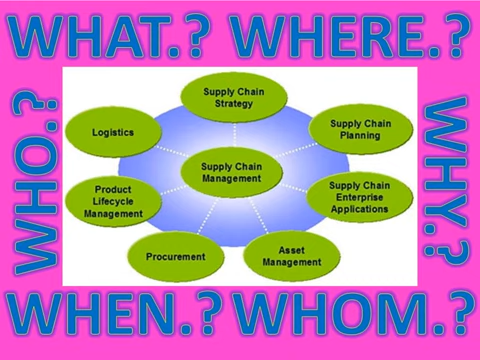 WHAT.? WHERE.?
WHO.?
Supply Chain
Strategy
Logistics
Supply Chain
Planning
Supply Chain
Management
Product
Lifecycle
Management
Supply Chain
Enterprise
Applications
Procurement
Asset
Management
WHY.?
WHEN.? WHOM.?